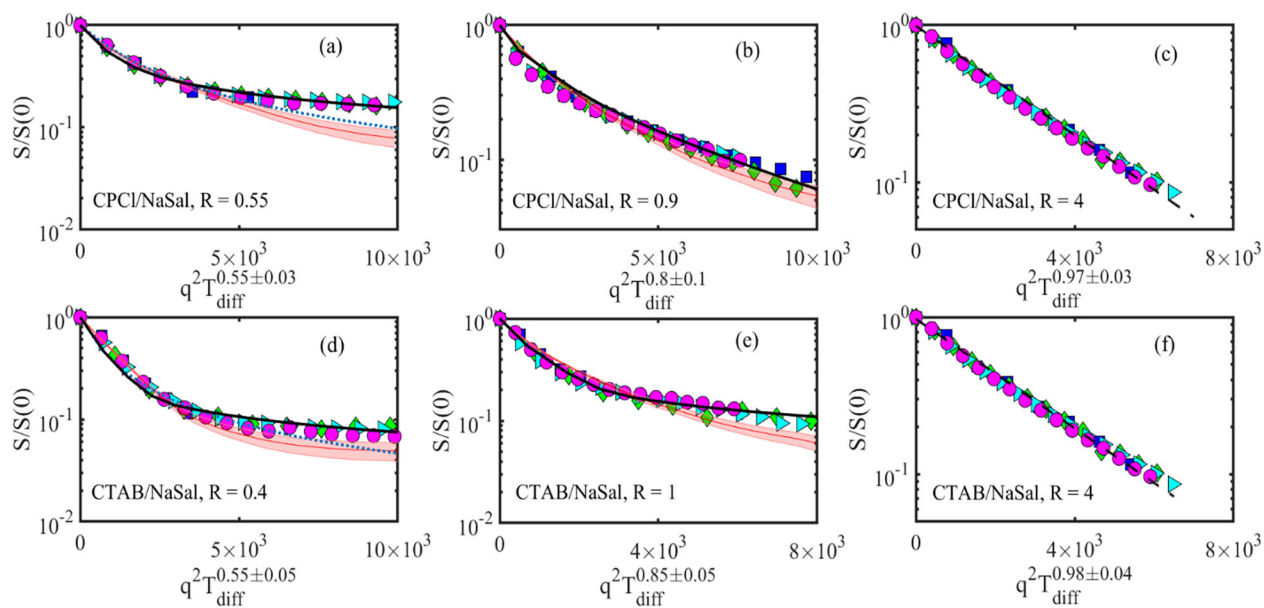 (a)
S/S(0)
10⁰
10⁻¹
10⁻²
CPCl/NaSal, R = 0.55
0 5×10³ 10×10³
q²T_diff^0.55±0.03
(b)
S/S(0)
10⁰
10⁻¹
CPCl/NaSal, R = 0.9
0 5×10³ 10×10³
q²T_diff^0.8±0.1
(c)
S/S(0)
10⁰
10⁻¹
CPCl/NaSal, R = 4
0 4×10³ 8×10³
q²T_diff^0.97±0.03
(d)
S/S(0)
10⁰
10⁻¹
10⁻²
CTAB/NaSal, R = 0.4
0 5×10³ 10×10³
q²T_diff^0.55±0.05
(e)
S/S(0)
10⁰
10⁻¹
10⁻²
CTAB/NaSal, R = 1
0 4×10³ 8×10³
q²T_diff^0.85±0.05
(f)
S/S(0)
10⁰
10⁻¹
CTAB/NaSal, R = 4
0 4×10³ 8×10³
q²T_diff^0.98±0.04